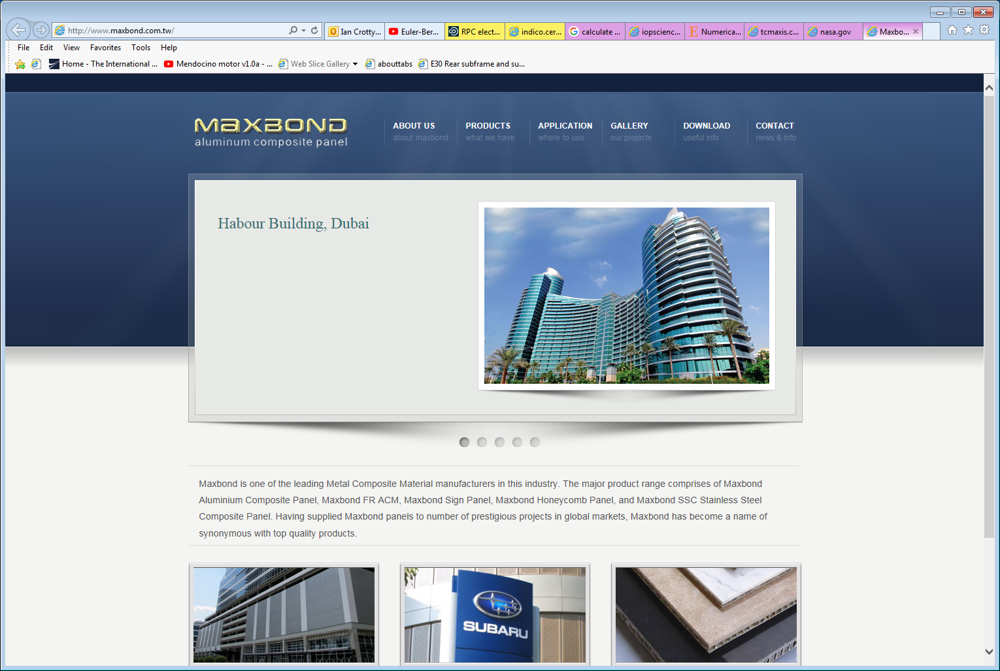 http://www.maxbond.com.tw/
Ian Crotty...
Euler-Ber...
RPC elect...
indico.cer...
calculate ...
iopscienc...
Numerica...
tcmaxis.c...
nasa.gov
Maxbo...
File Edit View Favorites Tools Help
Home - The International ...
Mendocino motor v1.0a - ...
Web Slice Gallery
abouttabs
E30 Rear subframe and su...
MAXBOND
aluminum composite panel
ABOUT US
about maxbond
PRODUCTS
what we have
APPLICATION
where to use
GALLERY
our projects
DOWNLOAD
useful info
CONTACT
news & info
Habour Building, Dubai
Maxbond is one of the leading Metal Composite Material manufacturers in this industry. The major product range comprises of Maxbond
Aluminium Composite Panel, Maxbond FR ACM, Maxbond Sign Panel, Maxbond Honeycomb Panel, and Maxbond SSC Stainless Steel
Composite Panel. Having supplied Maxbond panels to number of prestigious projects in global markets, Maxbond has become a name of
synonymous with top quality products.
SUBARU